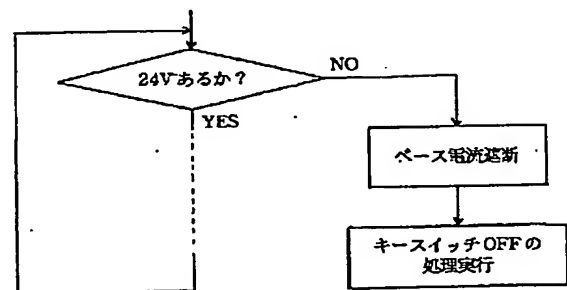 24Vあるか?
NO
YES
ベース電流遮断
キースイッチOFFの
処理実行